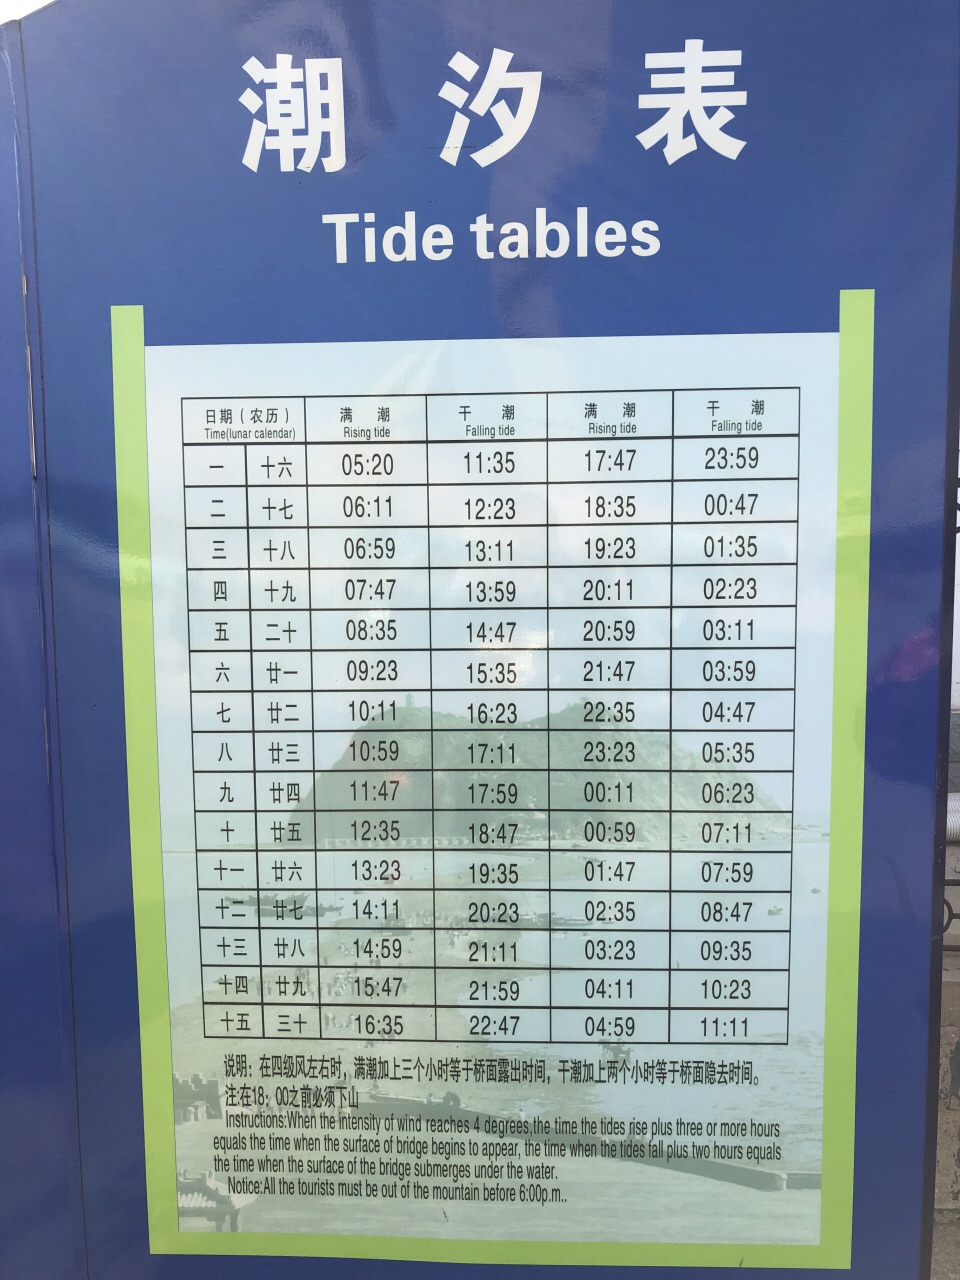 潮汐表
Tide tables
日期（农历） 满 潮 干 潮 满 潮 干 潮
Time(lunar calendar) Rising tide Falling tide Rising tide Falling tide
一 十六 05:20 11:35 17:47 23:59
二 十七 06:11 12:23 18:35 00:47
三 十八 06:59 13:11 19:23 01:35
四 十九 07:47 13:59 20:11 02:23
五 二十 08:35 14:47 20:59 03:11
六 廿一 09:23 15:35 21:47 03:59
七 廿二 10:11 16:23 22:35 04:47
八 廿三 10:59 17:11 23:23 05:35
九 廿四 11:47 17:59 00:11 06:23
十 廿五 12:35 18:47 00:59 07:11
十一 廿六 13:23 19:35 01:47 07:59
十二 廿七 14:11 20:23 02:35 08:47
十三 廿八 14:59 21:11 03:23 09:35
十四 廿九 15:47 21:59 04:11 10:23
十五 三十 16:35 22:47 04:59 11:11
说明：在四级风左右时，满潮加上三个小时等于桥面露出时间，干潮加上两个小时等于桥面隐去时间。
注:在18：00之前必须下山
Instructions:When the intensity of wind reaches 4 degrees,the time the tides rise plus three or more hours
equals the time when the surface of bridge begins to appear, the time when the tides fall plus two hours equals
the time when the surface of the bridge submerges under the water.
Notice:All the tourists must be out of the mountain before 6:00p.m..